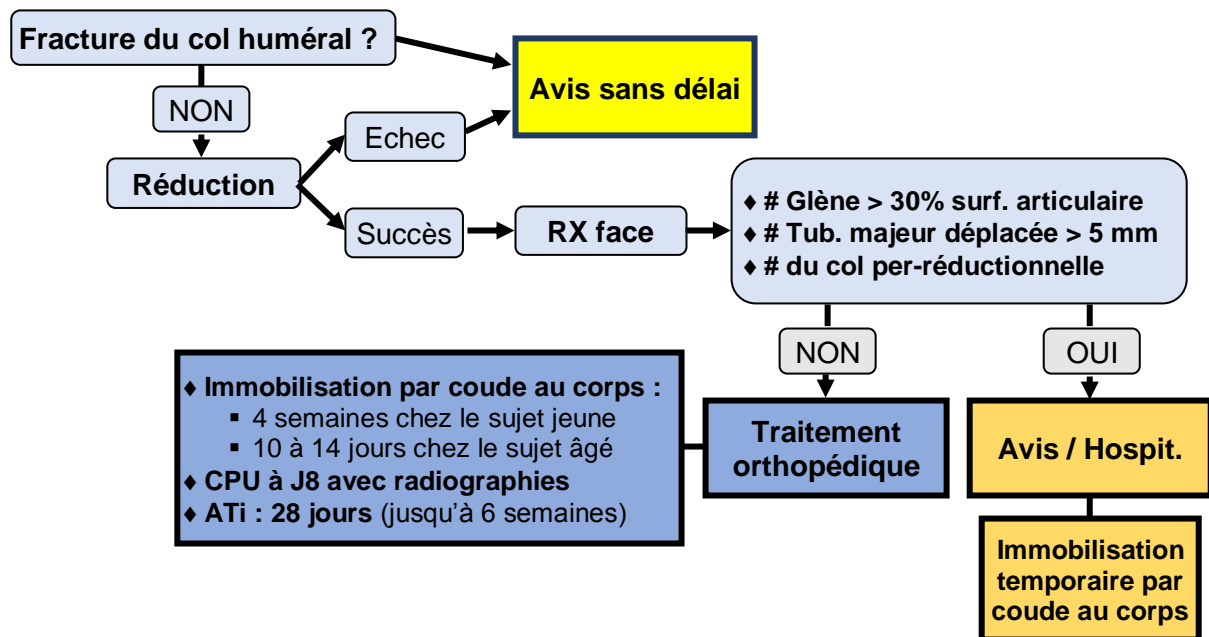 Fracture du col huméral ?
Avis sans délai
NON
Echec
Réduction
Succès
RX face
♦ # Glène > 30% surf. articulaire
♦ # Tub. majeur déplacée > 5 mm
♦ # du col per-réductionnelle
NON
OUI
♦ Immobilisation par coude au corps :
▪ 4 semaines chez le sujet jeune
▪ 10 à 14 jours chez le sujet âgé
♦ CPU à J8 avec radiographies
♦ ATi : 28 jours (jusqu'à 6 semaines)
Traitement
orthopédique
Avis / Hospit.
Immobilisation
temporaire par
coude au corps